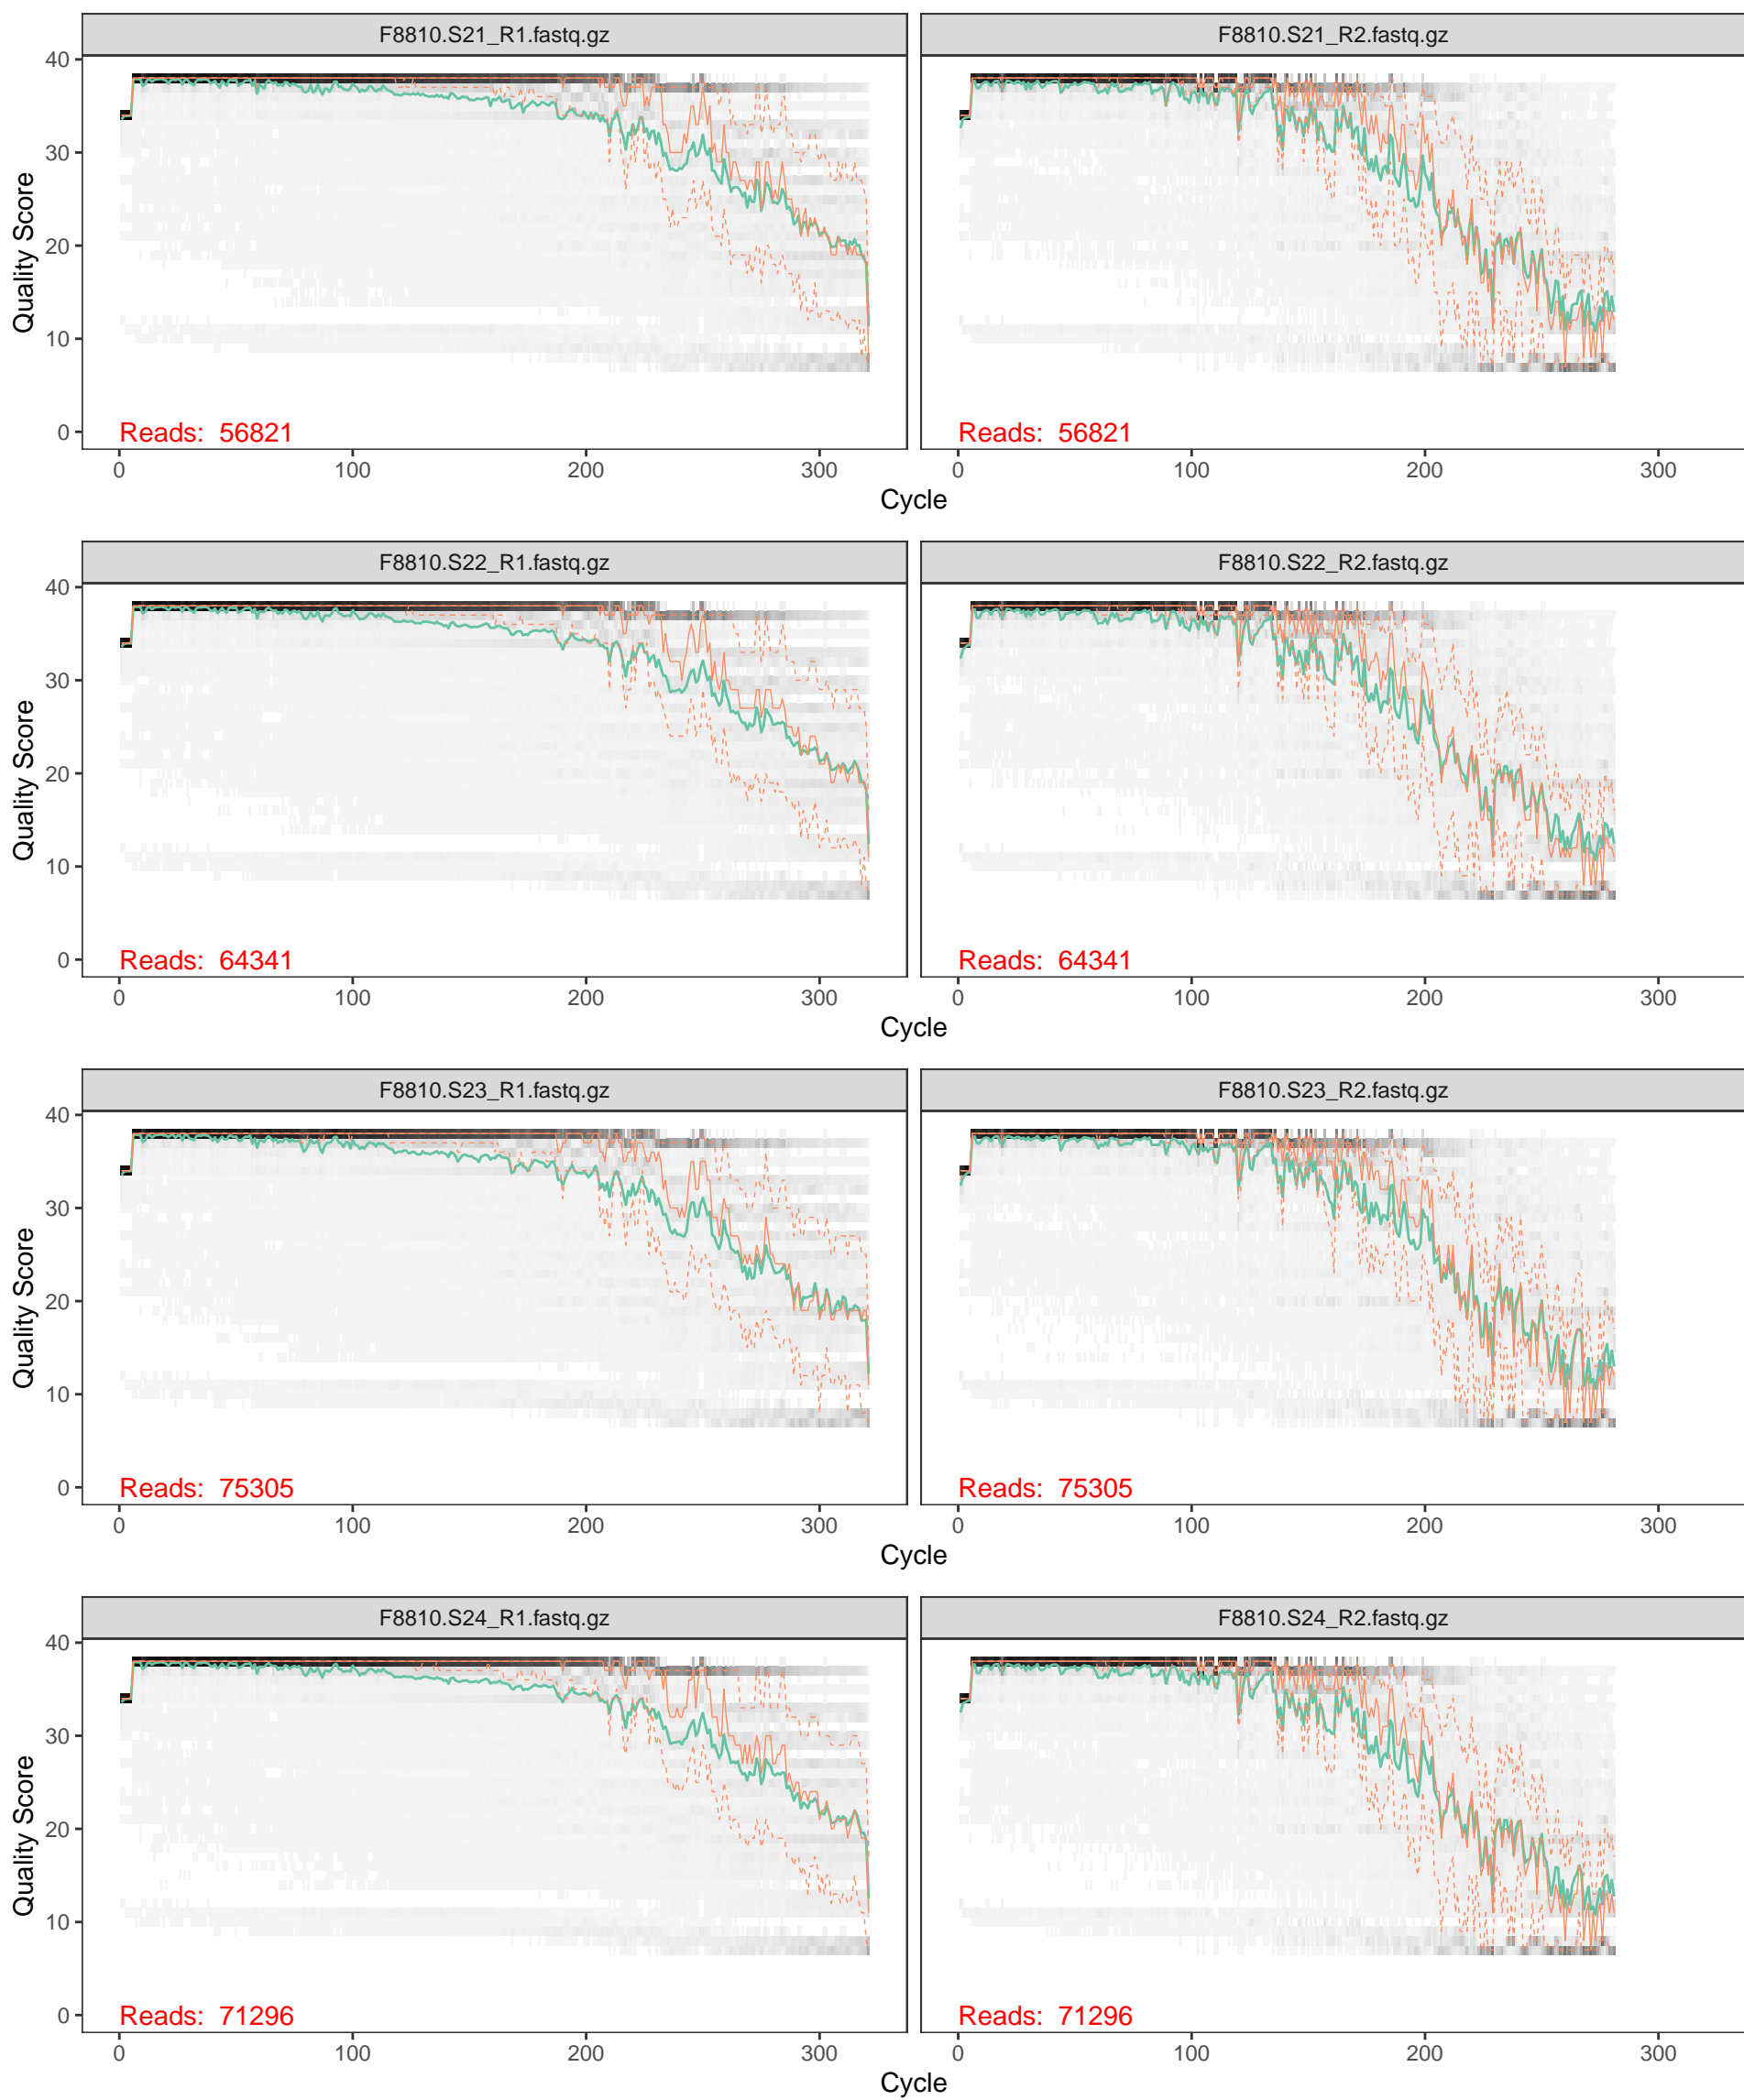 F8810.S21_R1.fastq.gz F8810.S21_R2.fastq.gz
40
30
20
10
0
Quality Score
Reads: 56821 Reads: 56821
0 100 200 300 0 100 200 300
Cycle
F8810.S22_R1.fastq.gz F8810.S22_R2.fastq.gz
40
30
20
10
0
Quality Score
Reads: 64341 Reads: 64341
0 100 200 300 0 100 200 300
Cycle
F8810.S23_R1.fastq.gz F8810.S23_R2.fastq.gz
40
30
20
10
0
Quality Score
Reads: 75305 Reads: 75305
0 100 200 300 0 100 200 300
Cycle
F8810.S24_R1.fastq.gz F8810.S24_R2.fastq.gz
40
30
20
10
0
Quality Score
Reads: 71296 Reads: 71296
0 100 200 300 0 100 200 300
Cycle